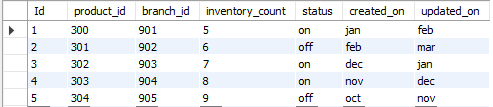 Id product_id branch_id inventory_count status created_on updated_on
1 300 901 5 on jan feb
2 301 902 6 off feb mar
3 302 903 7 on dec jan
4 303 904 8 on nov dec
5 304 905 9 off oct nov